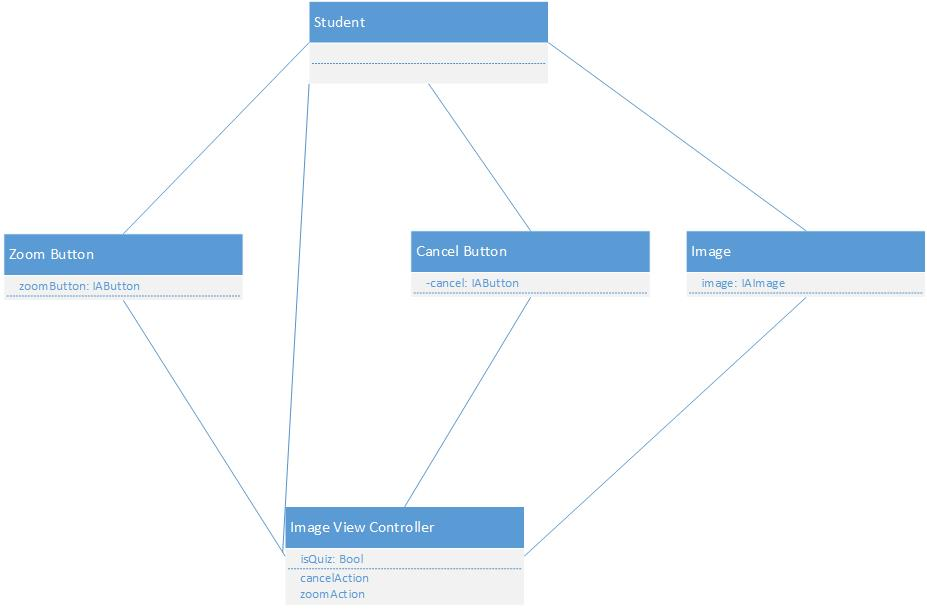 Student
Zoom Button
zoomButton: IAButton
Cancel Button
-cancel: IAButton
Image
image: IAImage
Image View Controller
isQuiz: Bool
cancelAction
zoomAction